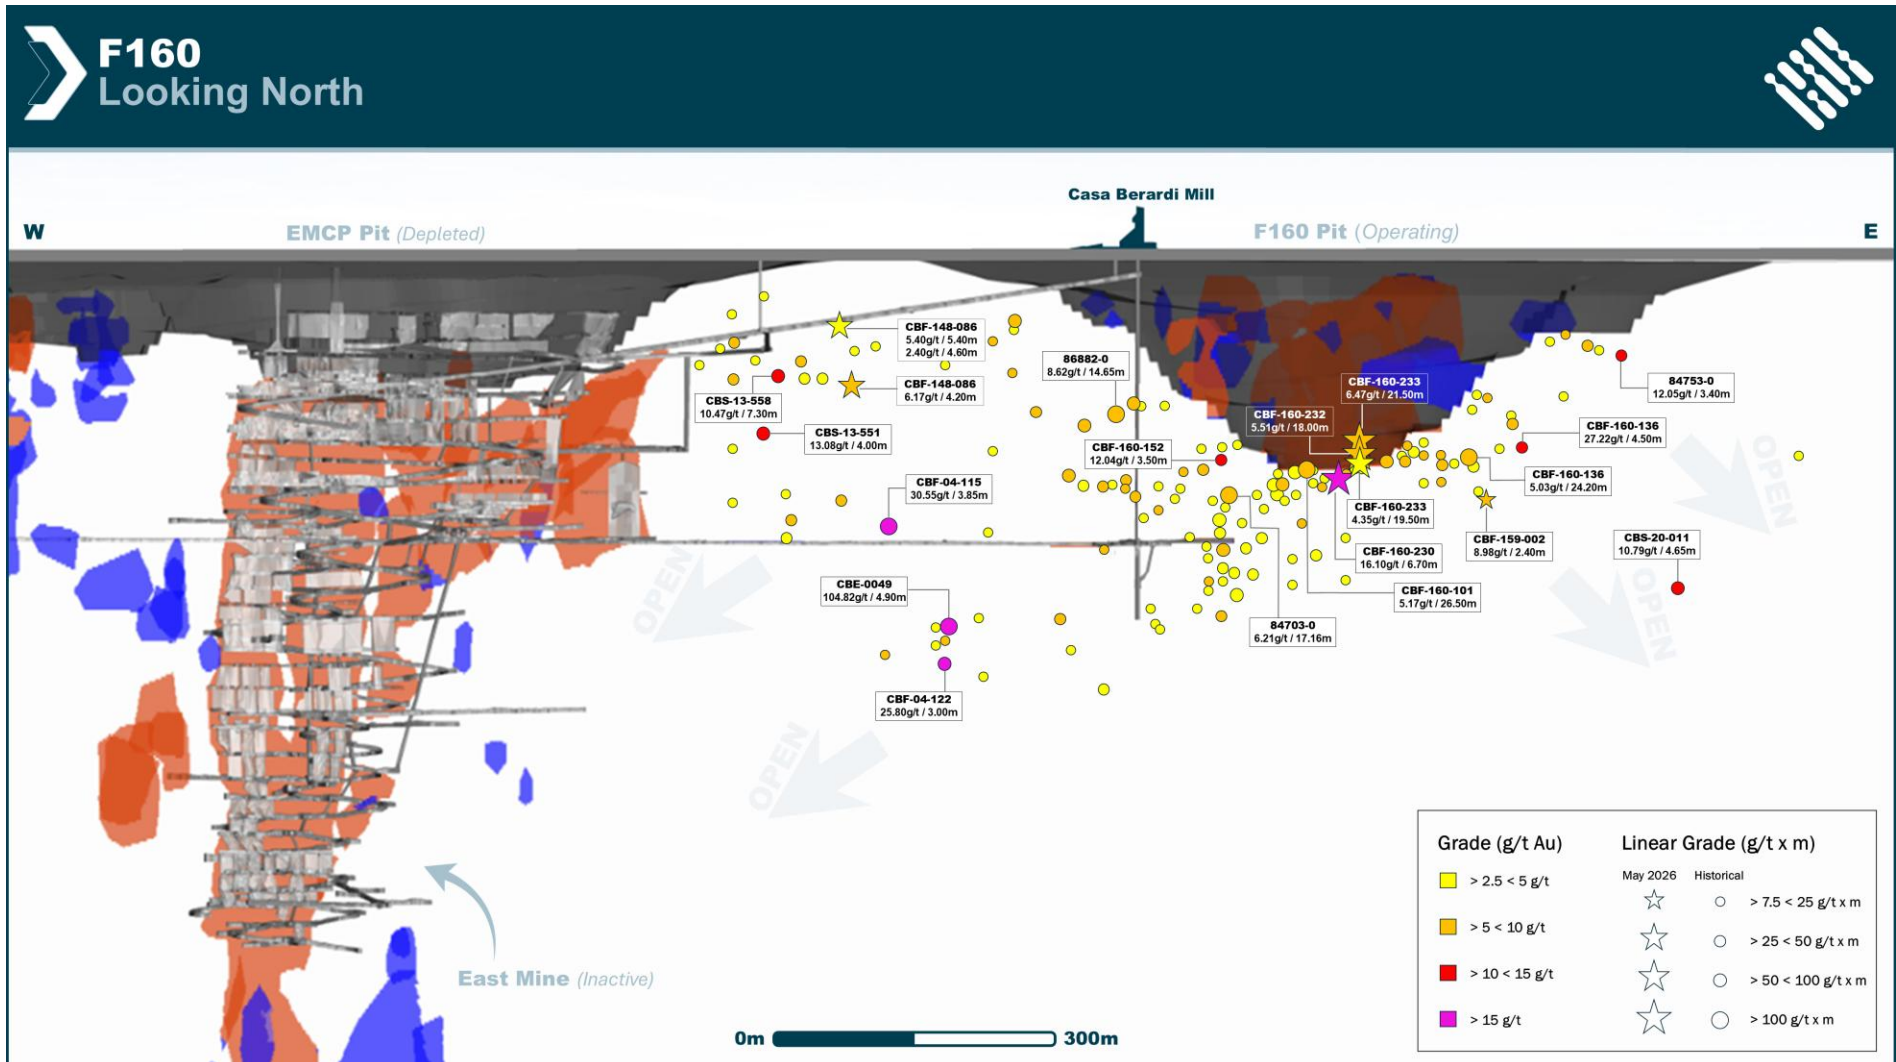 F160
Looking North
Casa Berardi Mill
W
EMCP Pit (Depleted)
F160 Pit (Operating)
E
CBF-148-086
5.40g/t / 5.40m
2.40g/t / 4.60m
CBF-148-086
6.17g/t / 4.20m
CBS-13-558
10.47g/t / 7.30m
CBS-13-551
13.08g/t / 4.00m
CBF-04-115
30.55g/t / 3.85m
CBE-0049
104.82g/t / 4.90m
CBF-04-122
25.80g/t / 3.00m
86882-0
8.62g/t / 14.65m
CBF-160-152
12.04g/t / 3.50m
CBF-160-232
5.51g/t / 18.00m
CBF-160-233
6.47g/t / 21.50m
84753-0
12.05g/t / 3.40m
CBF-160-136
27.22g/t / 4.50m
CBF-160-136
5.03g/t / 24.20m
CBF-160-233
4.35g/t / 19.50m
CBF-159-002
8.98g/t / 2.40m
CBS-20-011
10.79g/t / 4.65m
CBF-160-230
16.10g/t / 6.70m
CBF-160-101
5.17g/t / 26.50m
84703-0
6.21g/t / 17.16m
OPEN
OPEN
OPEN
OPEN
East Mine (Inactive)
0m
300m
Grade (g/t Au)
> 2.5 < 5 g/t
> 5 < 10 g/t
> 10 < 15 g/t
> 15 g/t
Linear Grade (g/t x m)
May 2026 Historical
> 7.5 < 25 g/t x m
> 25 < 50 g/t x m
> 50 < 100 g/t x m
> 100 g/t x m